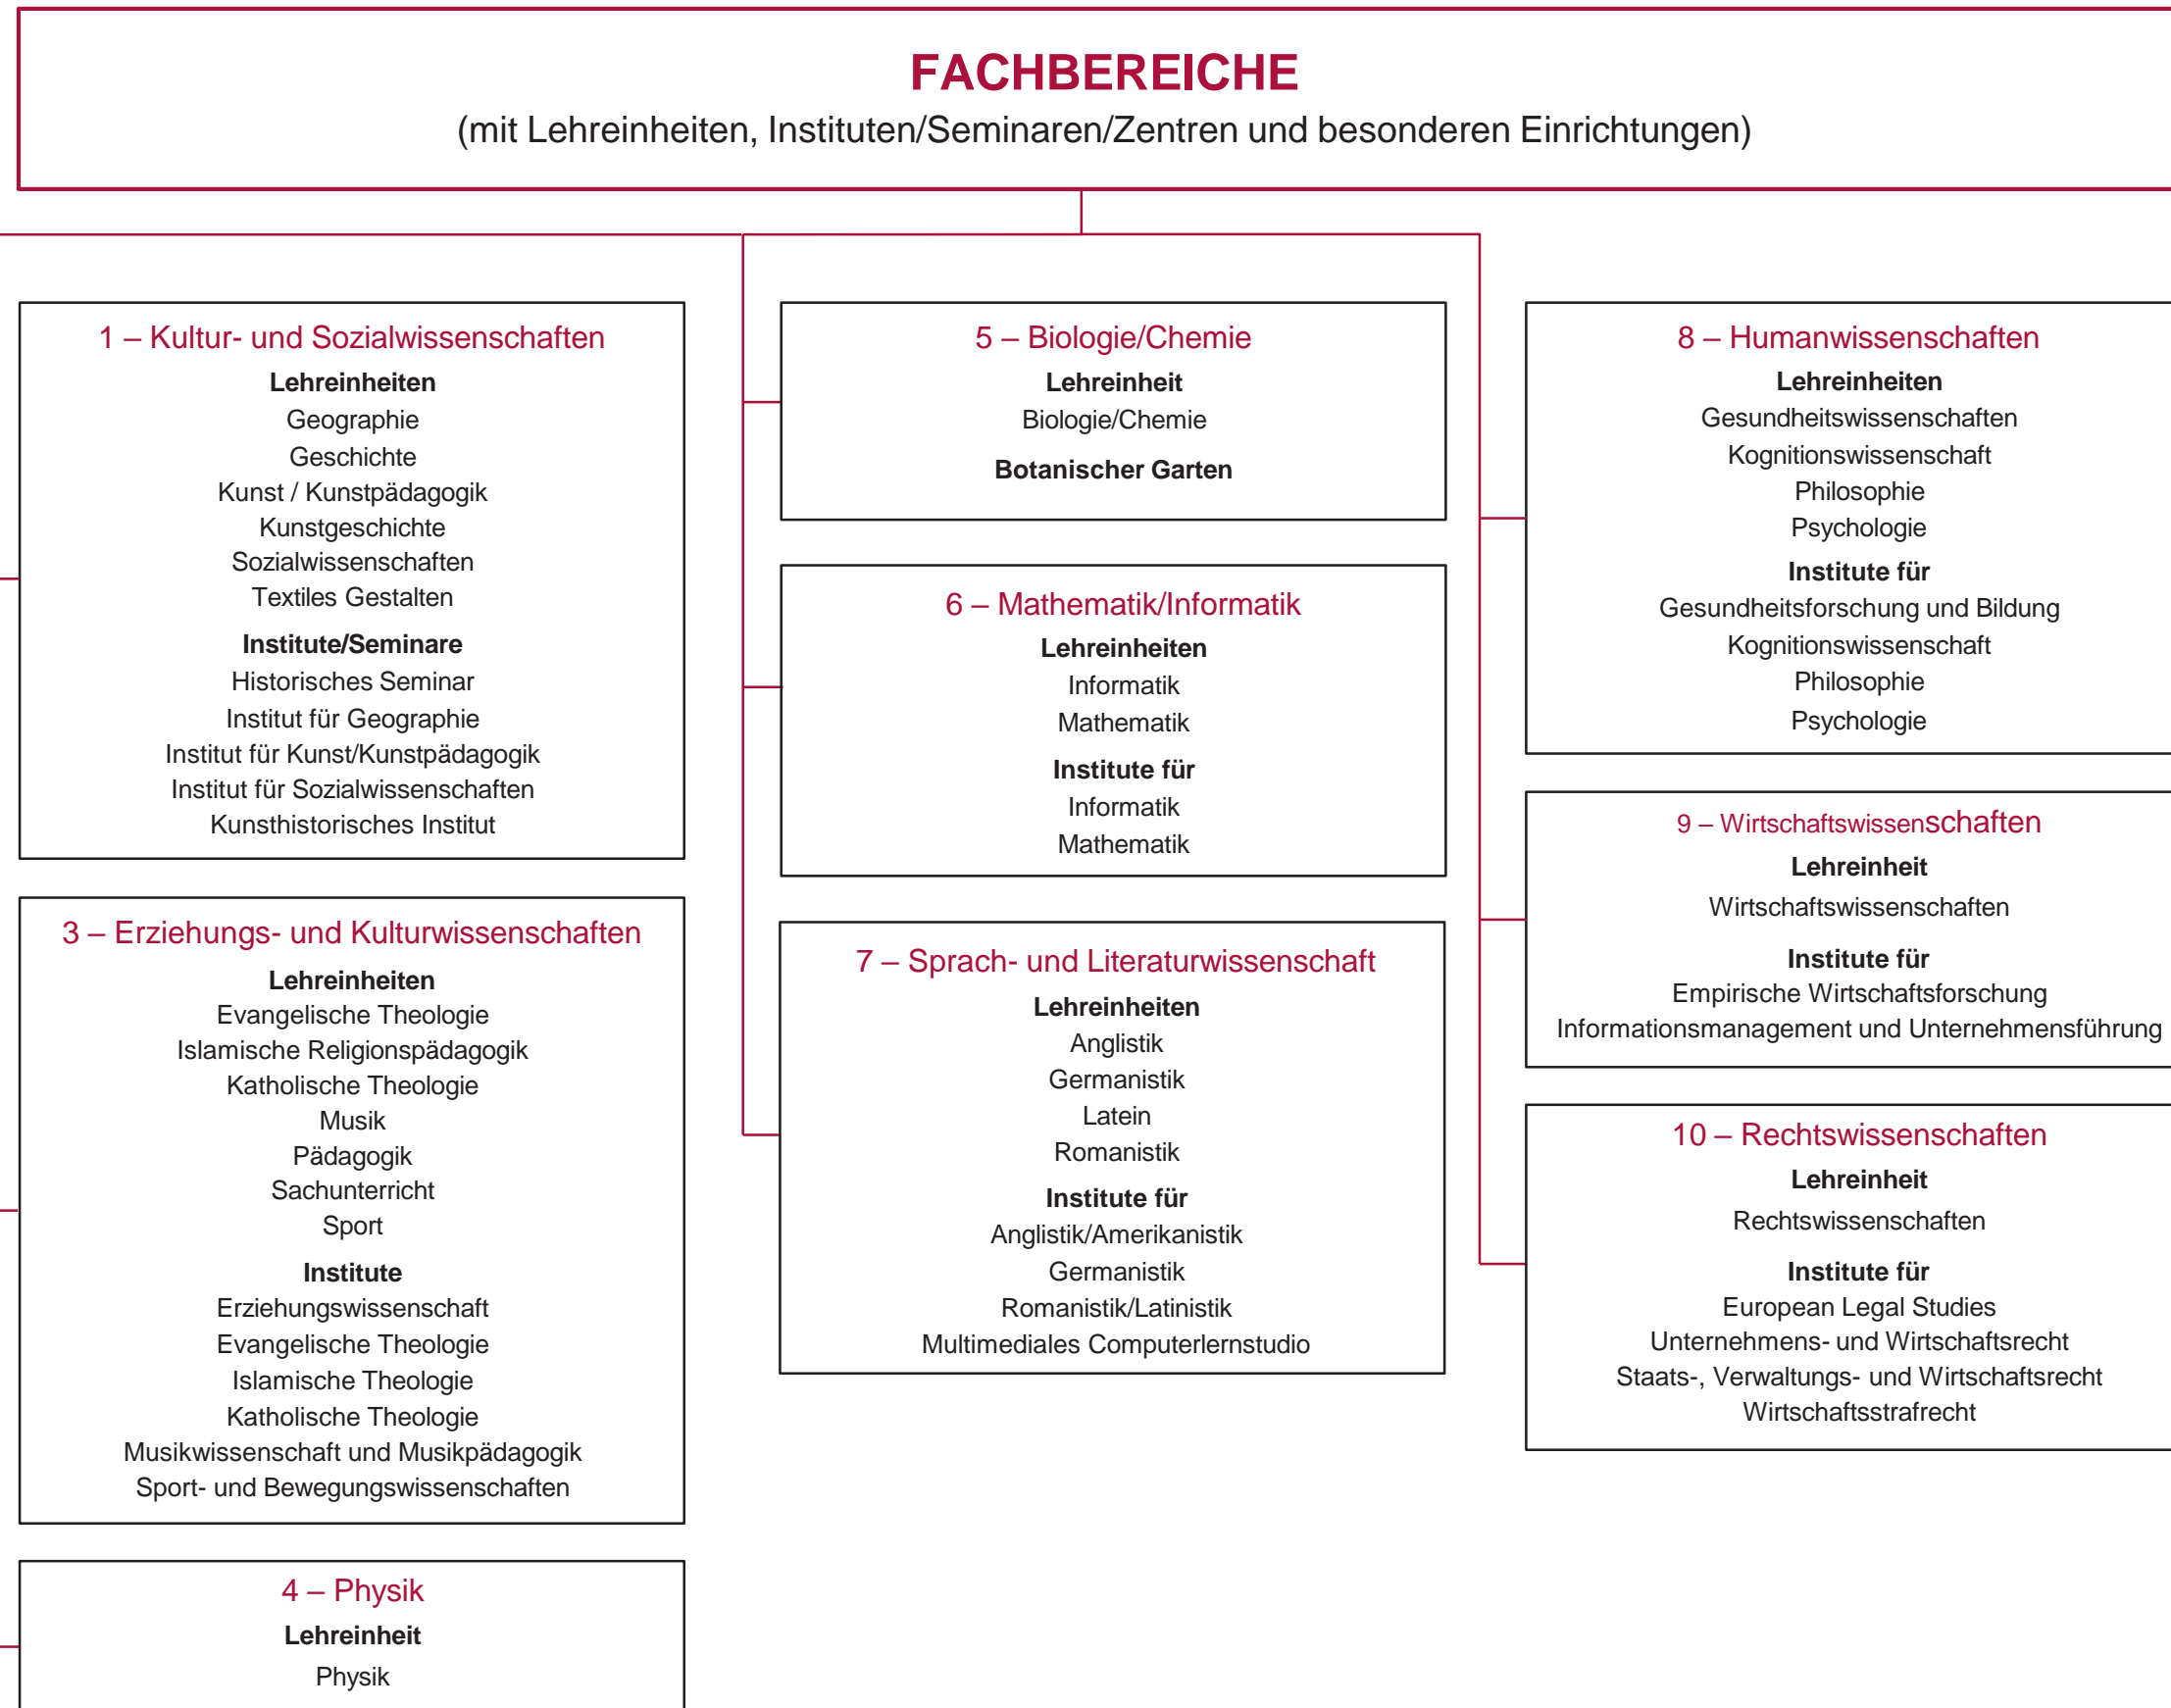 FACHBEREICHE
(mit Lehreinheiten, Instituten/Seminaren/Zentren und besonderen Einrichtungen)
1 – Kultur- und Sozialwissenschaften
Lehreinheiten
Geographie
Geschichte
Kunst / Kunstpädagogik
Kunstgeschichte
Sozialwissenschaften
Textiles Gestalten
Institute/Seminare
Historisches Seminar
Institut für Geographie
Institut für Kunst/Kunstpädagogik
Institut für Sozialwissenschaften
Kunsthistorisches Institut
3 – Erziehungs- und Kulturwissenschaften
Lehreinheiten
Evangelische Theologie
Islamische Religionspädagogik
Katholische Theologie
Musik
Pädagogik
Sachunterricht
Sport
Institute
Erziehungswissenschaft
Evangelische Theologie
Islamische Theologie
Katholische Theologie
Musikwissenschaft und Musikpädagogik
Sport- und Bewegungswissenschaften
4 – Physik
Lehreinheit
Physik
5 – Biologie/Chemie
Lehreinheit
Biologie/Chemie
Botanischer Garten
6 – Mathematik/Informatik
Lehreinheiten
Informatik
Mathematik
Institute für
Informatik
Mathematik
7 – Sprach- und Literaturwissenschaft
Lehreinheiten
Anglistik
Germanistik
Latein
Romanistik
Institute für
Anglistik/Amerikanistik
Germanistik
Romanistik/Latinistik
Multimediales Computerlernstudio
8 – Humanwissenschaften
Lehreinheiten
Gesundheitswissenschaften
Kognitionswissenschaft
Philosophie
Psychologie
Institute für
Gesundheitsforschung und Bildung
Kognitionswissenschaft
Philosophie
Psychologie
9 – Wirtschaftswissenschaften
Lehreinheit
Wirtschaftswissenschaften
Institute für
Empirische Wirtschaftsforschung
Informationsmanagement und Unternehmensführung
10 – Rechtswissenschaften
Lehreinheit
Rechtswissenschaften
Institute für
European Legal Studies
Unternehmens- und Wirtschaftsrecht
Staats-, Verwaltungs- und Wirtschaftsrecht
Wirtschaftsstrafrecht